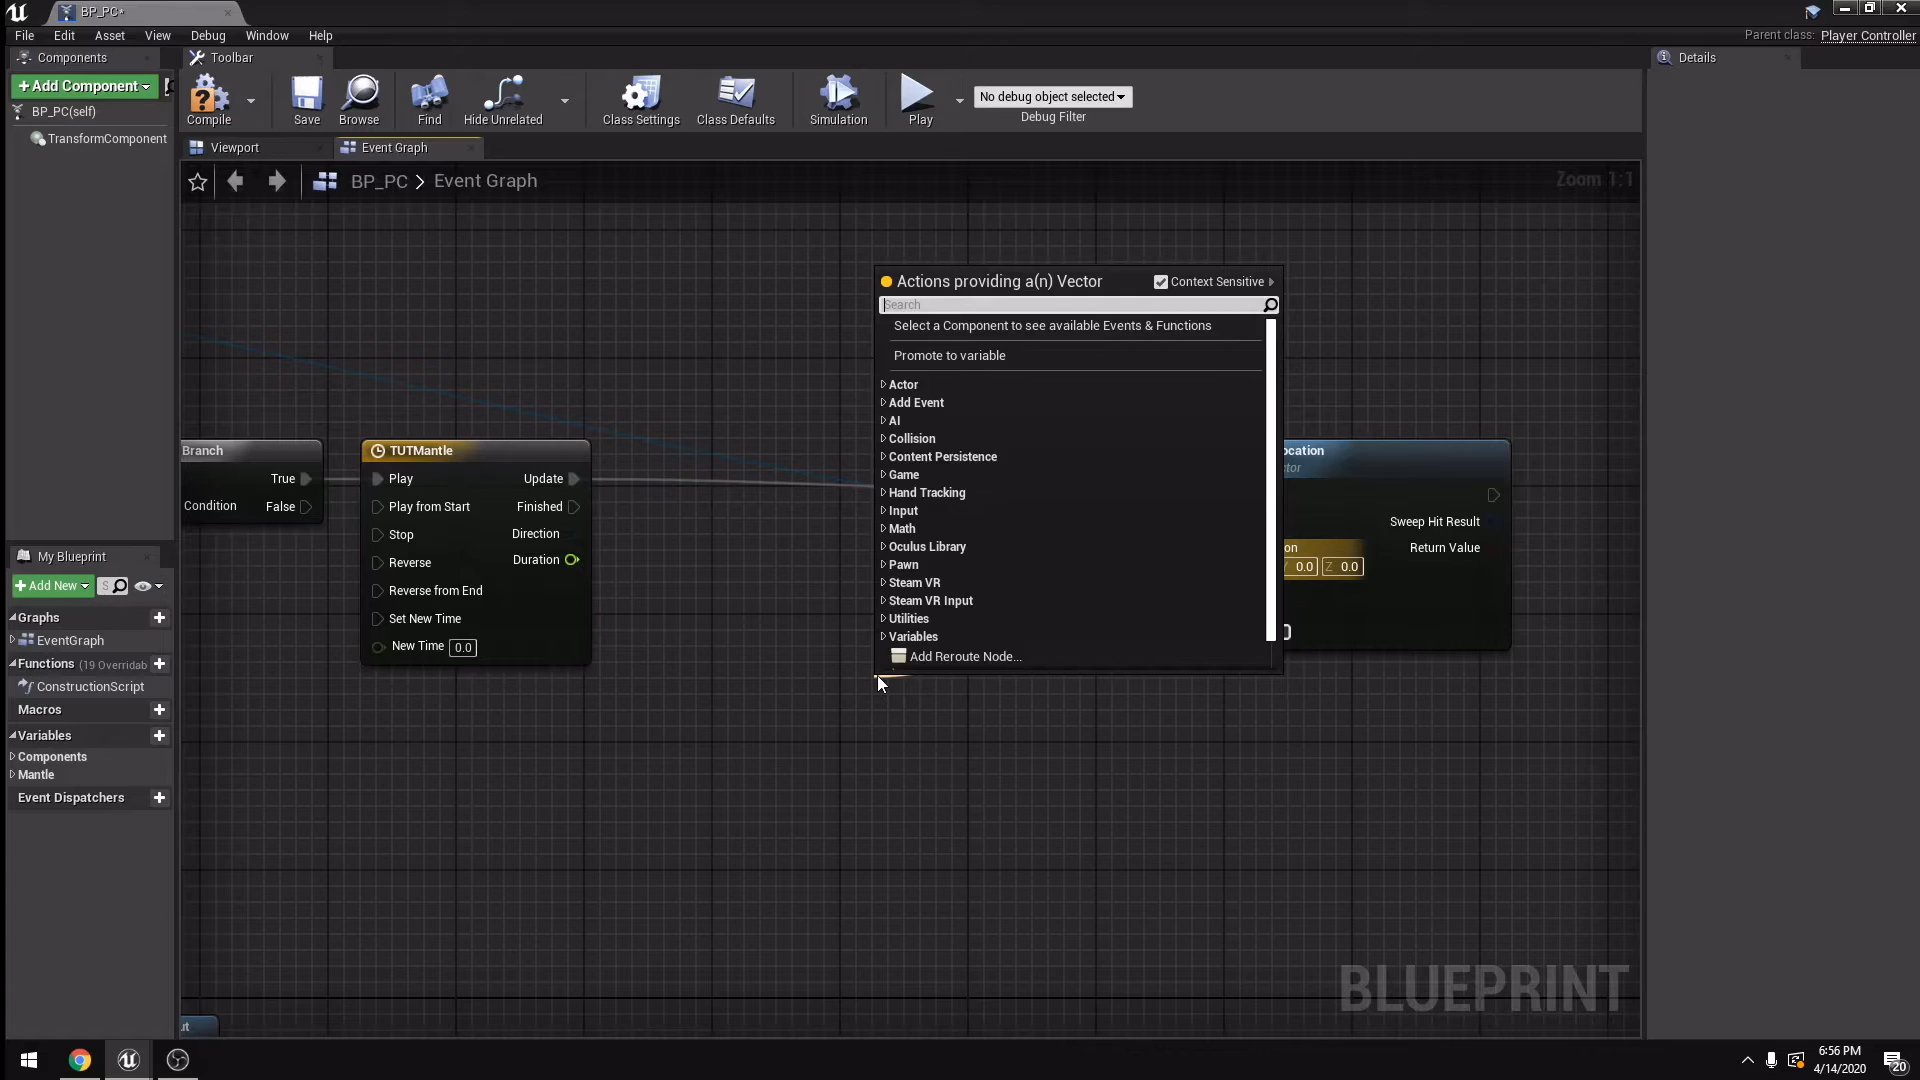 BP_PC*
File Edit Asset View Debug Window Help
Parent class: Player Controller
Components
Toolbar
Details
+Add Component
BP_PC(self)
TransformComponent
Compile
Save
Browse
Find
Hide Unrelated
Class Settings
Class Defaults
Simulation
Play
No debug object selected
Debug Filter
Viewport
Event Graph
BP_PC > Event Graph
Zoom 1:1
Actions providing a(n) Vector
Context Sensitive
Search
Select a Component to see available Events & Functions
Promote to variable
Actor
Add Event
AI
Collision
Content Persistence
Game
Hand Tracking
Input
Math
Oculus Library
Pawn
Steam VR
Steam VR Input
Utilities
Variables
Add Reroute Node...
Branch
True
Condition
False
TUTMantle
Play
Update
Play from Start
Finished
Stop
Direction
Reverse
Duration
Reverse from End
Set New Time
New Time 0.0
ocation
ctor
Sweep Hit Result
on
Return Value
0.0 Z 0.0
My Blueprint
+Add New
S
Graphs
EventGraph
Functions (19 Overridab
ConstructionScript
Macros
Variables
Components
Mantle
Event Dispatchers
ut
BLUEPRINT
6:56 PM
4/14/2020
20